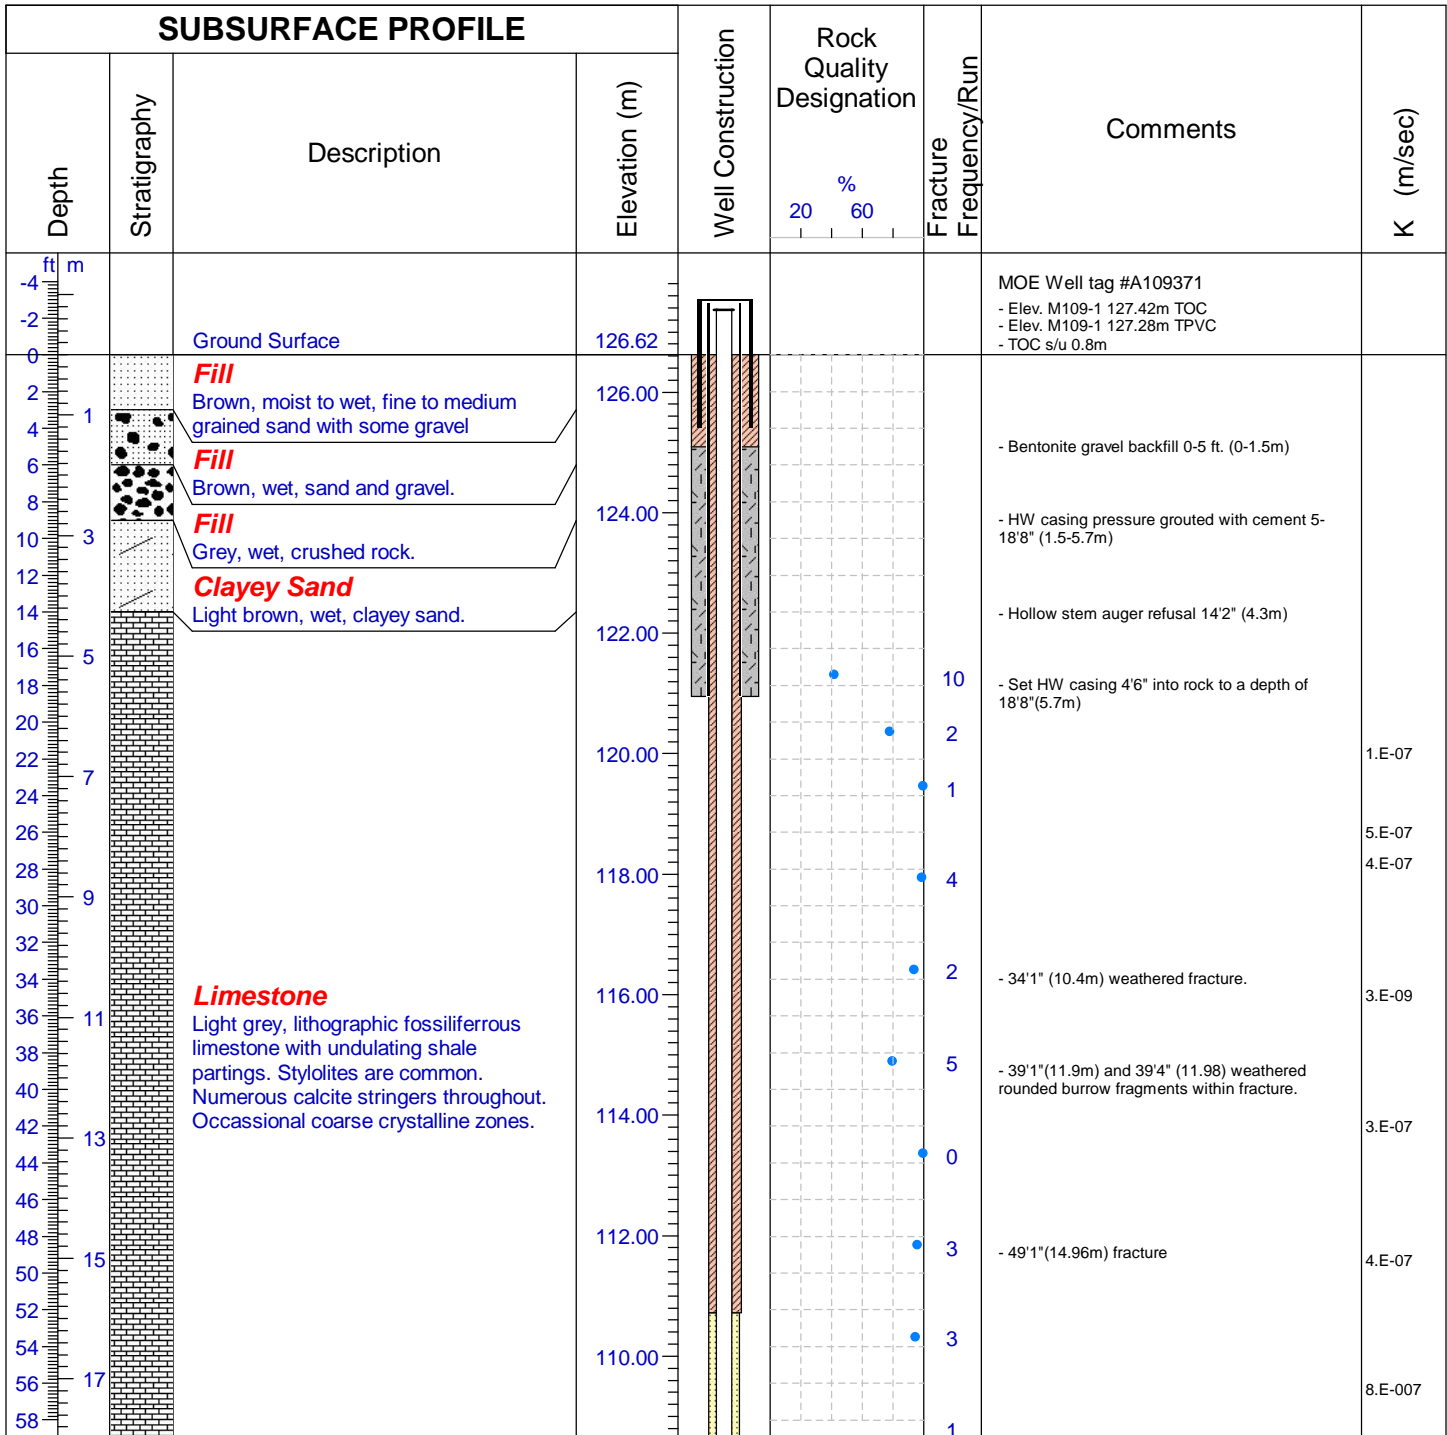 SUBSURFACE PROFILE
Depth
Stratigraphy
Description
Elevation (m)
Well Construction
Rock
Quality
Designation
%
20 60
Fracture
Frequency/Run
Comments
K (m/sec)
ft m
-4
-2
0
2
4
6
8
10
12
14
16
18
20
22
24
26
28
30
32
34
36
38
40
42
44
46
48
50
52
54
56
58
1
3
5
7
9
11
13
15
17
Ground Surface
Fill
Brown, moist to wet, fine to medium
grained sand with some gravel
Fill
Brown, wet, sand and gravel.
Fill
Grey, wet, crushed rock.
Clayey Sand
Light brown, wet, clayey sand.
Limestone
Light grey, lithographic fossiliferrous
limestone with undulating shale
partings. Stylolites are common.
Numerous calcite stringers throughout.
Occassional coarse crystalline zones.
126.62
126.00
124.00
122.00
120.00
118.00
116.00
114.00
112.00
110.00
10
2
1
4
2
5
0
3
3
1
MOE Well tag #A109371
- Elev. M109-1 127.42m TOC
- Elev. M109-1 127.28m TPVC
- TOC s/u 0.8m
- Bentonite gravel backfill 0-5 ft. (0-1.5m)
- HW casing pressure grouted with cement 5-
18'8" (1.5-5.7m)
- Hollow stem auger refusal 14'2" (4.3m)
- Set HW casing 4'6" into rock to a depth of
18'8"(5.7m)
- 34'1" (10.4m) weathered fracture.
- 39'1"(11.9m) and 39'4" (11.98) weathered
rounded burrow fragments within fracture.
- 49'1"(14.96m) fracture
1.E-07
5.E-07
4.E-07
3.E-09
3.E-07
4.E-07
8.E-007